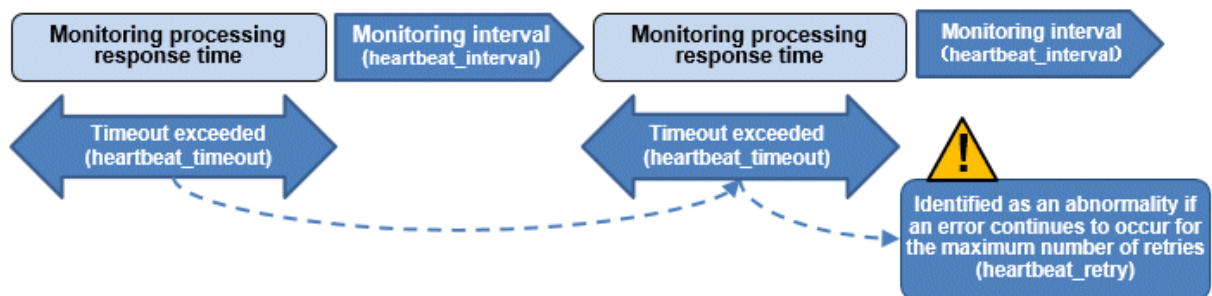 Monitoring processing
response time
Monitoring interval
(heartbeat_interval)
Monitoring processing
response time
Monitoring interval
(heartbeat_interval)
Timeout exceeded
(heartbeat_timeout)
Timeout exceeded
(heartbeat_timeout)
!
Identified as an abnormality if
an error continues to occur for
the maximum number of retries
(heartbeat_retry)